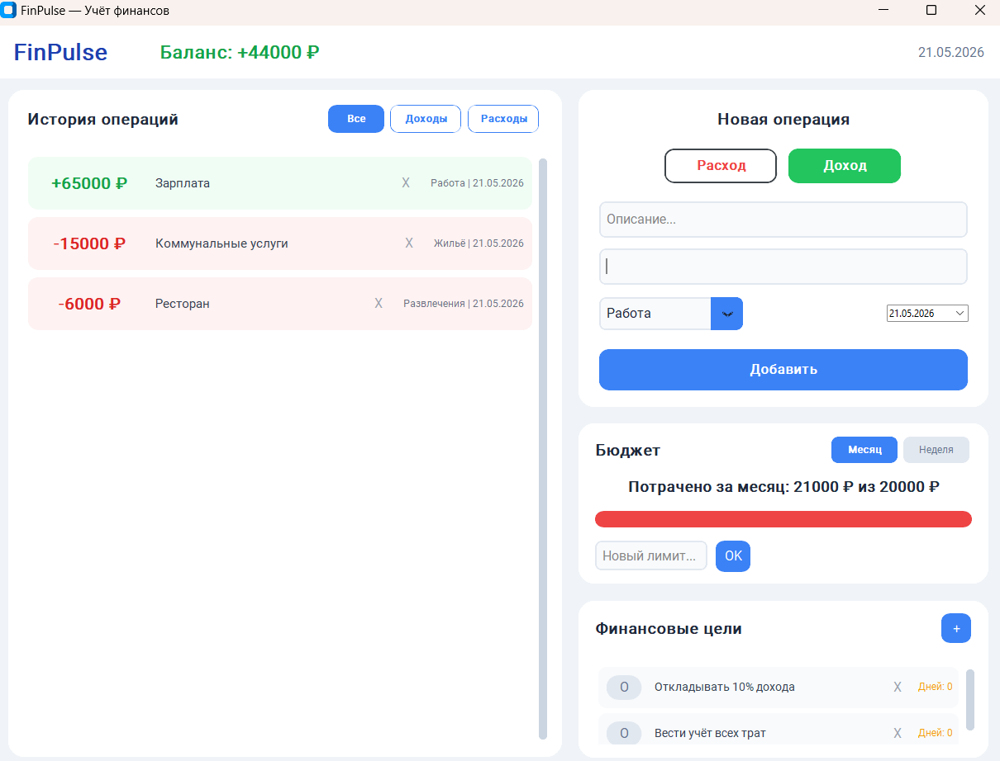 FinPulse — Учёт финансов
FinPulse
Баланс: +44000 ₽
21.05.2026
История операций
Все
Доходы
Расходы
+65000 ₽ Зарплата X Работа | 21.05.2026
-15000 ₽ Коммунальные услуги X Жильё | 21.05.2026
-6000 ₽ Ресторан X Развлечения | 21.05.2026
Новая операция
Расход
Доход
Описание...
Работа
21.05.2026
Добавить
Бюджет
Месяц
Неделя
Потрачено за месяц: 21000 ₽ из 20000 ₽
Новый лимит...
OK
Финансовые цели
+
O Откладывать 10% дохода X Дней: 0
O Вести учёт всех трат X Дней: 0